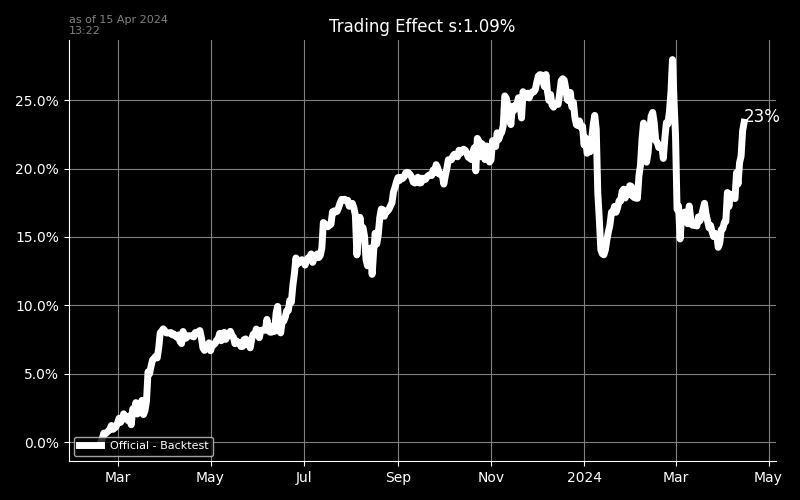 as of 15 Apr 2024
13:22
Trading Effect s:1.09%
25.0%
20.0%
15.0%
10.0%
5.0%
0.0%
23%
Official - Backtest
Mar
May
Jul
Sep
Nov
2024
Mar
May